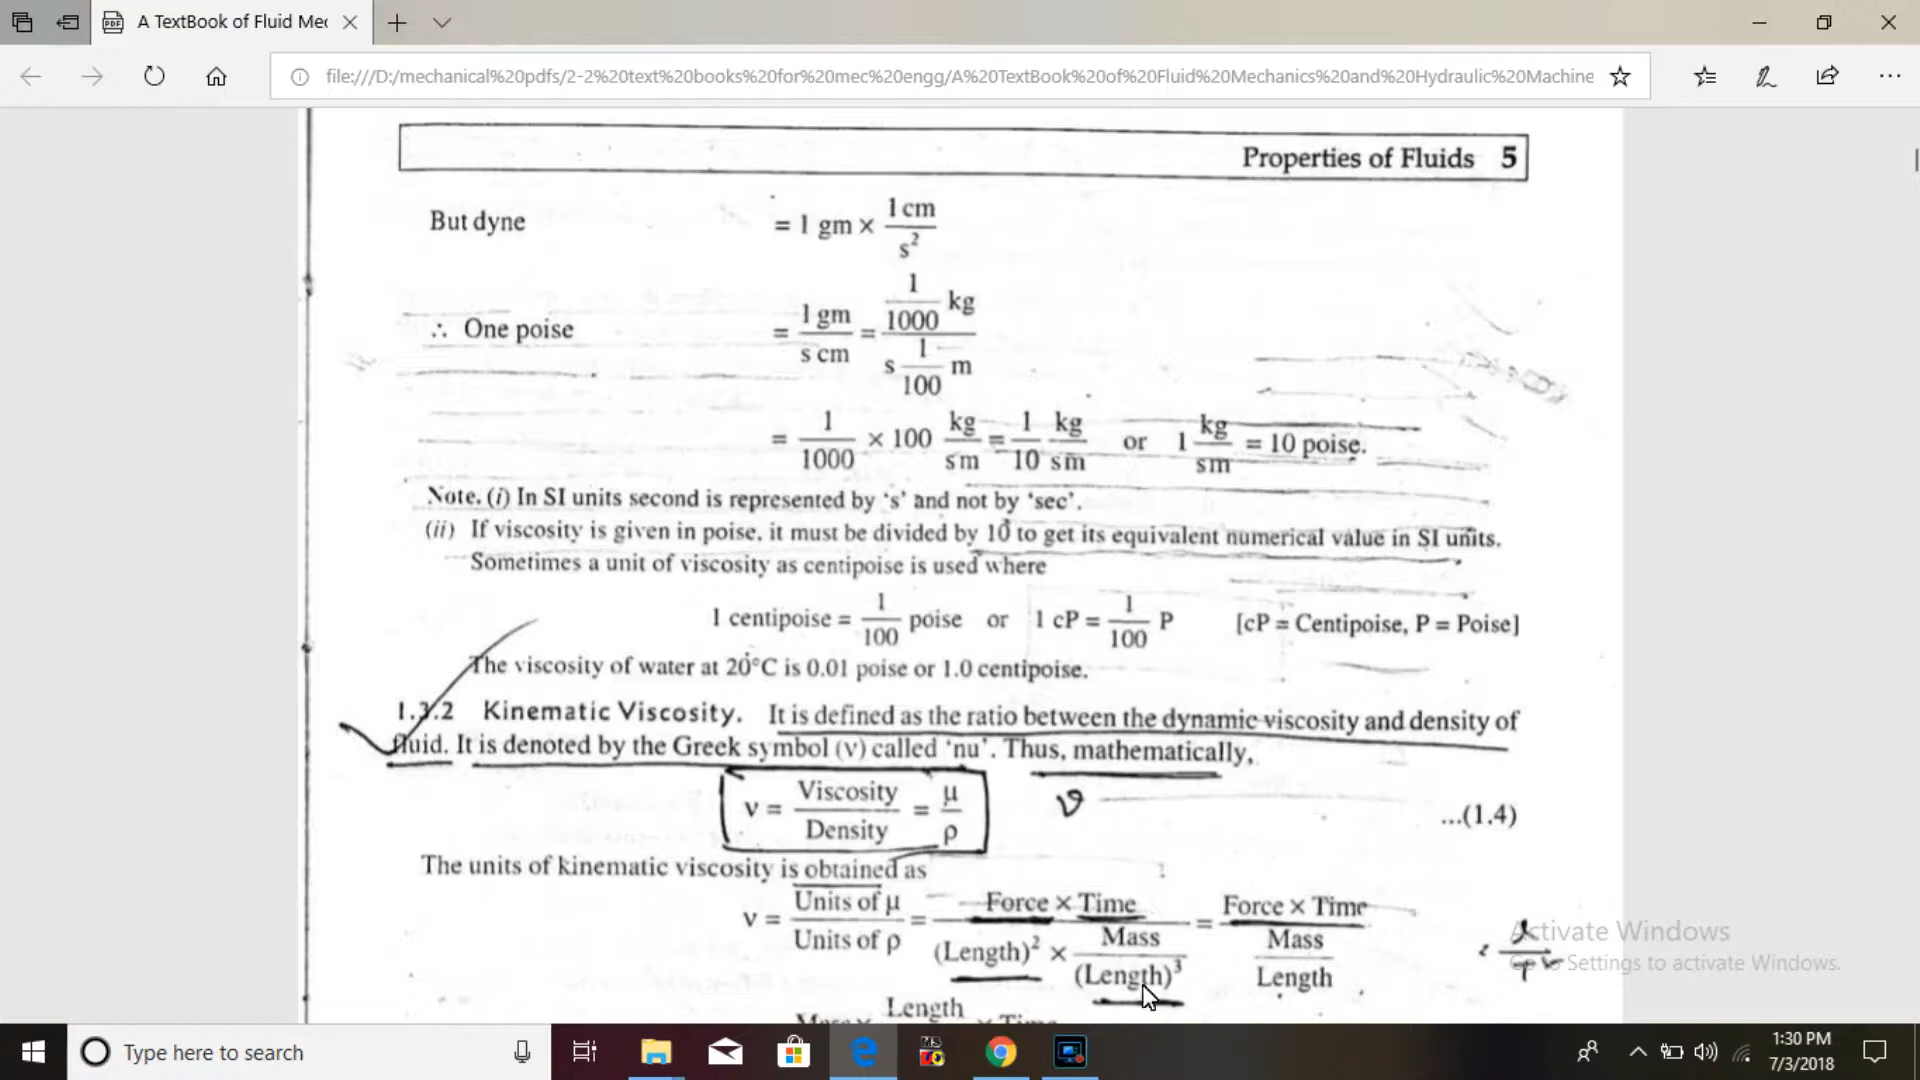 A TextBook of Fluid Mec
file:///D:/mechanical%20pdfs/2-2%20text%20books%20for%20mec%20engg/A%20TextBook%20of%20Fluid%20Mechanics%20and%20Hydraulic%20Machine
Properties of Fluids 5
But dyne = 1 gm × 1 cm / s²
∴ One poise = 1 gm / s cm = 1/1000 kg / s 1/100 m
= 1/1000 × 100 kg/sm = 1/10 kg/sm or 1 kg/sm = 10 poise.
Note. (i) In SI units second is represented by 's' and not by 'sec'.
(ii) If viscosity is given in poise, it must be divided by 10 to get its equivalent numerical value in SI units.
Sometimes a unit of viscosity as centipoise is used where
1 centipoise = 1/100 poise or 1 cP = 1/100 P [cP = Centipoise, P = Poise]
The viscosity of water at 20°C is 0.01 poise or 1.0 centipoise.
1.3.2 Kinematic Viscosity. It is defined as the ratio between the dynamic viscosity and density of
fluid. It is denoted by the Greek symbol (ν) called 'nu'. Thus, mathematically,
ν = Viscosity / Density = μ / ρ ...(1.4)
The units of kinematic viscosity is obtained as
ν = Units of μ / Units of ρ = Force × Time / (Length)² × Mass / (Length)³ = Force × Time / Mass / Length
Length
Activate Windows
Go to Settings to activate Windows.
Type here to search
1:30 PM
7/3/2018